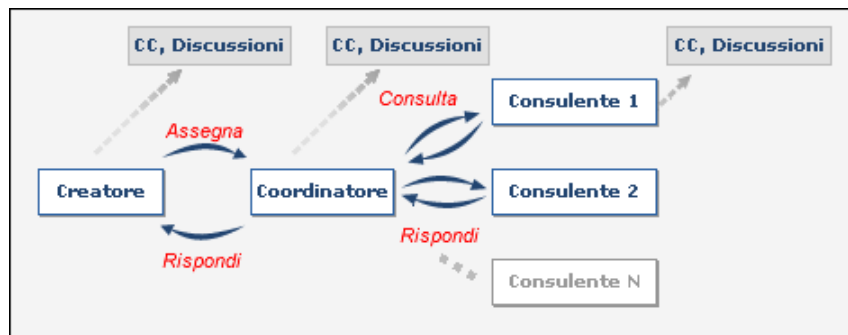 CC, Discussioni
CC, Discussioni
CC, Discussioni
Consulta
Consulente 1
Assegna
Creatore
Coordinatore
Consulente 2
Rispondi
Rispondi
Consulente N